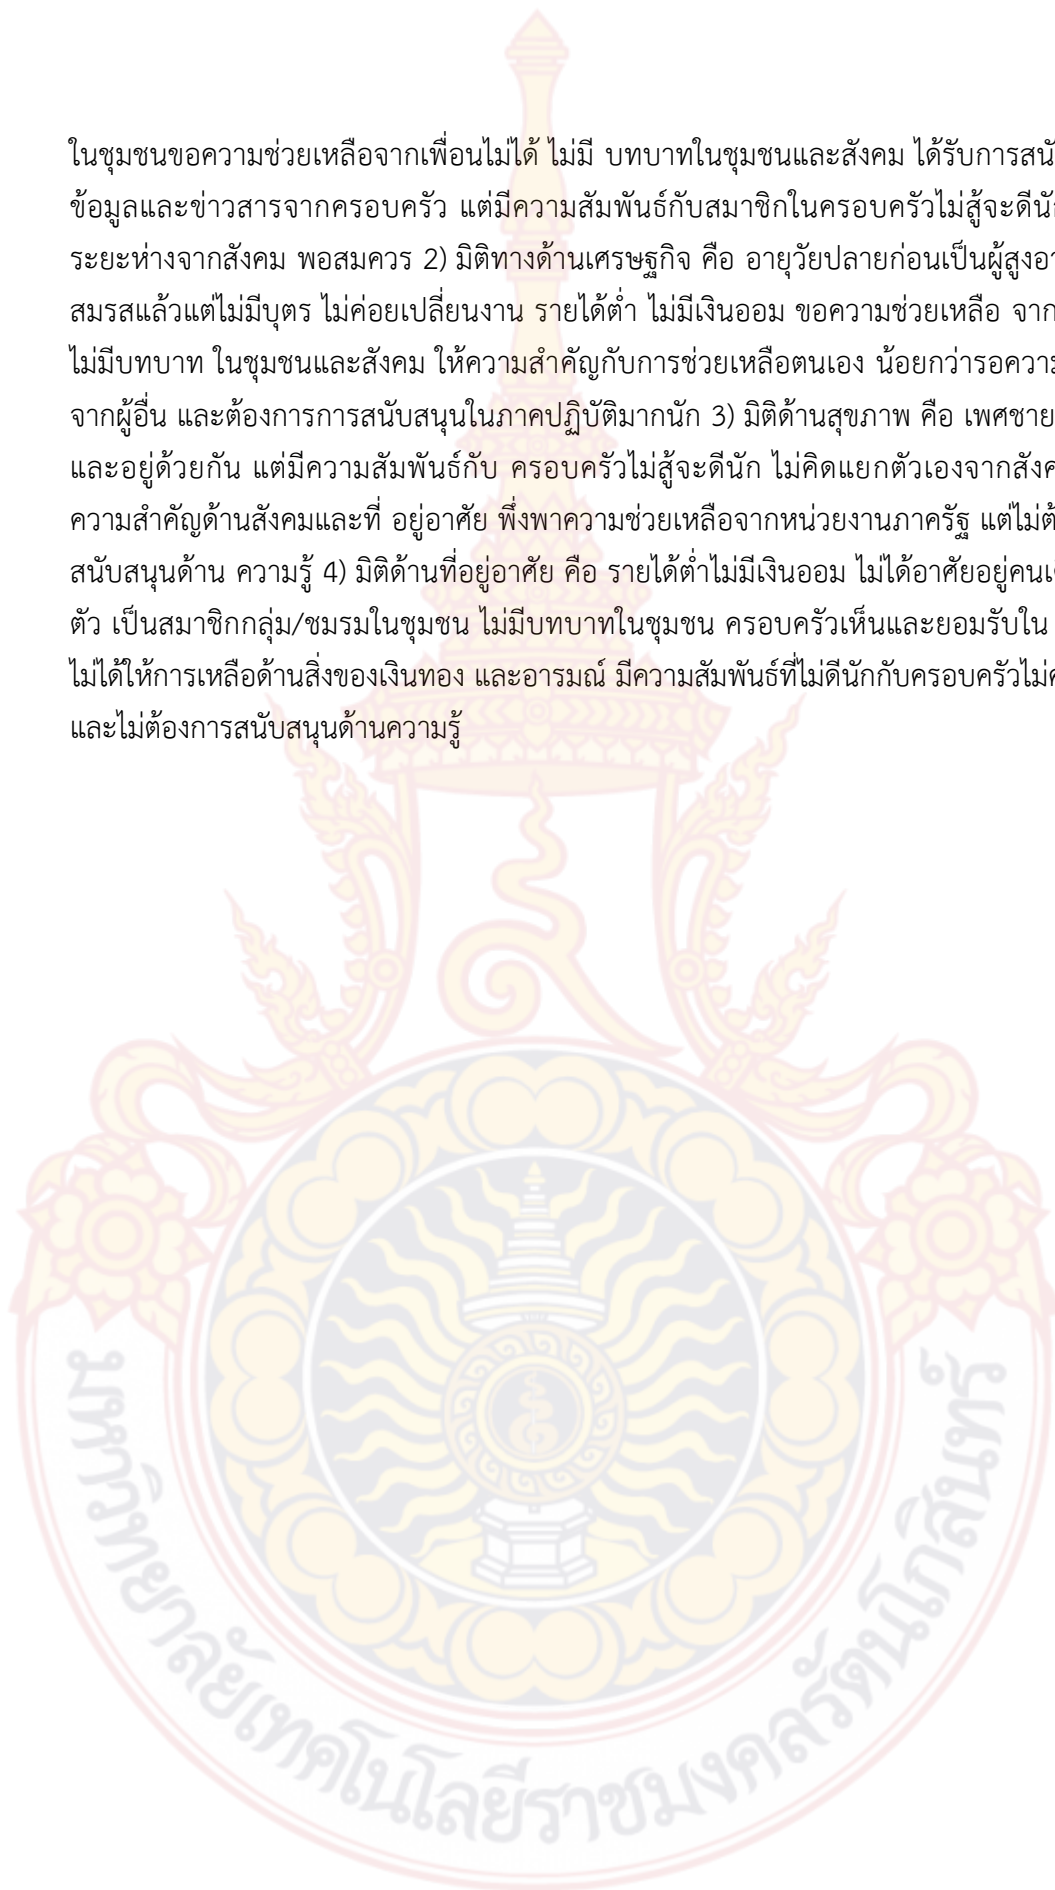 ในชุมชนขอความช่วยเหลือจากเพื่อนไม่ได้ ไม่มี บทบาทในชุมชนและสังคม ได้รับการสนั
ข้อมูลและข่าวสารจากครอบครัว แต่มีความสัมพันธ์กับสมาชิกในครอบครัวไม่สู้จะดีนัก
ระยะห่างจากสังคม พอสมควร 2) มิติทางด้านเศรษฐกิจ คือ อายุวัยปลายก่อนเป็นผู้สูงอา
สมรสแล้วแต่ไม่มีบุตร ไม่ค่อยเปลี่ยนงาน รายได้ต่ำ ไม่มีเงินออม ขอความช่วยเหลือ จาก
ไม่มีบทบาท ในชุมชนและสังคม ให้ความสำคัญกับการช่วยเหลือตนเอง น้อยกว่ารอความ
จากผู้อื่น และต้องการการสนับสนุนในภาคปฏิบัติมากนัก 3) มิติด้านสุขภาพ คือ เพศชาย
และอยู่ด้วยกัน แต่มีความสัมพันธ์กับ ครอบครัวไม่สู้จะดีนัก ไม่คิดแยกตัวเองจากสังค
ความสำคัญด้านสังคมและที่ อยู่อาศัย พึ่งพาความช่วยเหลือจากหน่วยงานภาครัฐ แต่ไม่ต้
สนับสนุนด้าน ความรู้ 4) มิติด้านที่อยู่อาศัย คือ รายได้ต่ำไม่มีเงินออม ไม่ได้อาศัยอยู่คนเ
ตัว เป็นสมาชิกกลุ่ม/ชมรมในชุมชน ไม่มีบทบาทในชุมชน ครอบครัวเห็นและยอมรับใน
ไม่ได้ให้การเหลือด้านสิ่งของเงินทอง และอารมณ์ มีความสัมพันธ์ที่ไม่ดีนักกับครอบครัวไม่
และไม่ต้องการสนับสนุนด้านความรู้
มหาวิทยาลัยเทคโนโลยีราชมงคลรัตนโกสินทร์